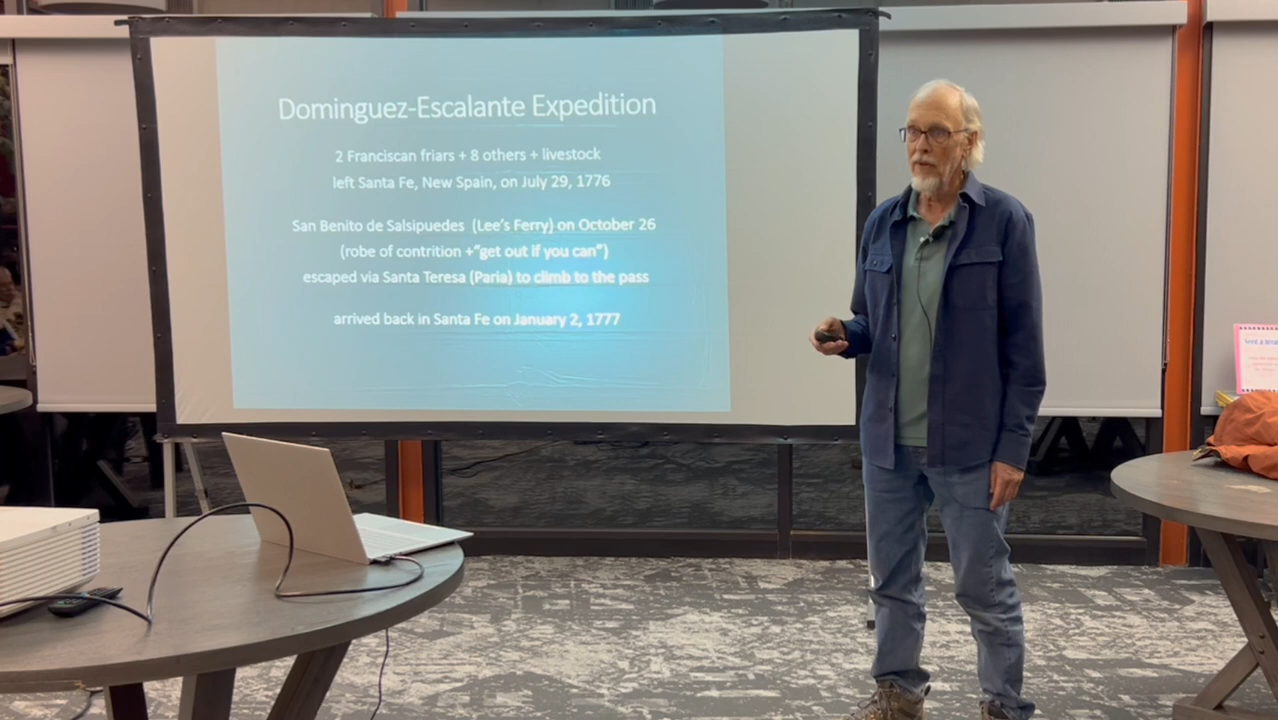 Dominguez-Escalante Expedition
2 Franciscan friars + 8 others + livestock
left Santa Fe, New Spain, on July 29, 1776
San Benito de Salsipuedes (Lee's Ferry) on October 26
(robe of contrition +"get out if you can")
escaped via Santa Teresa (Paria) to climb to the pass
arrived back in Santa Fe on January 2, 1777